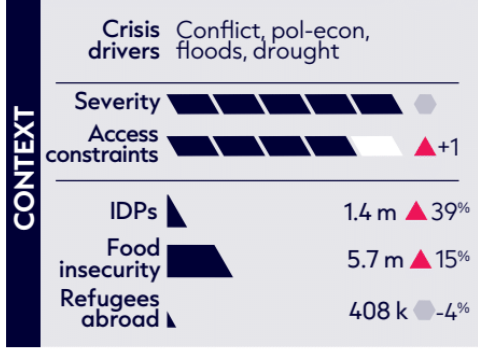 CONTEXT
Crisis drivers Conflict, pol-econ,
floods, drought
Severity
Access
constraints +1
IDPs 1.4 m 39%
Food
insecurity 5.7 m 15%
Refugees
abroad 408 k -4%